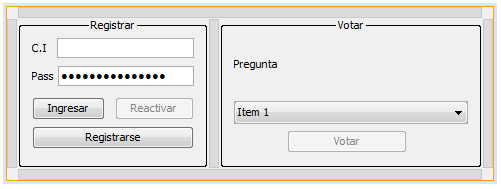 Registrar
C.I
Pass ●●●●●●●●●●●●●●●
Ingresar Reactivar
Registrarse
Votar
Pregunta
Item 1
Votar